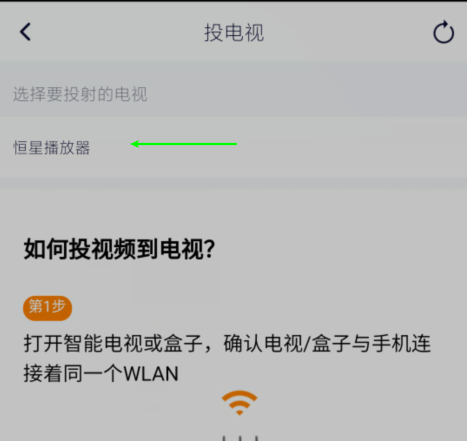 投电视
选择要投射的电视
恒星播放器
如何投视频到电视?
第1步
打开智能电视或盒子，确认电视/盒子与手机连
接着同一个WLAN